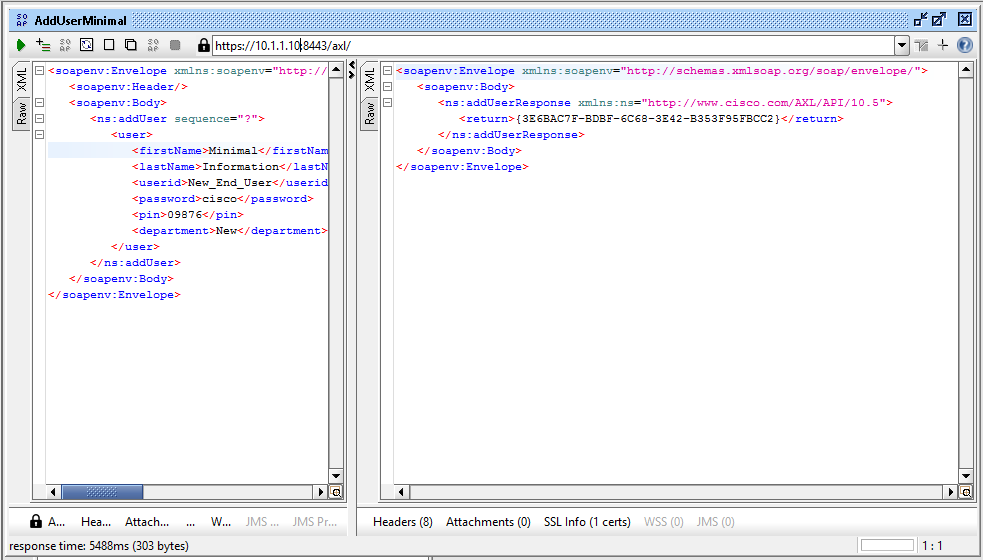 SO AP AddUserMinimal
https://10.1.1.10:8443/axl/
XML
Raw
<soapenv:Envelope xmlns:soapenv="http://
<soapenv:Header/>
<soapenv:Body>
<ns:addUser sequence="?">
<user>
<firstName>Minimal</firstNam
<lastName>Information</lastN
<userid>New_End_User</userid
<password>cisco</password>
<pin>09876</pin>
<department>New</department>
</user>
</ns:addUser>
</soapenv:Body>
</soapenv:Envelope>
XML
Raw
<soapenv:Envelope xmlns:soapenv="http://schemas.xmlsoap.org/soap/envelope/">
<soapenv:Body>
<ns:addUserResponse xmlns:ns="http://www.cisco.com/AXL/API/10.5">
<return>{3E6BAC7F-BDBF-6C68-3E42-B353F95FBCC2}</return>
</ns:addUserResponse>
</soapenv:Body>
</soapenv:Envelope>
A... Hea... Attach... ... W... JMS ... JMS Pr...
Headers (8) Attachments (0) SSL Info (1 certs) WSS (0) JMS (0)
response time: 5488ms (303 bytes)
1 : 1